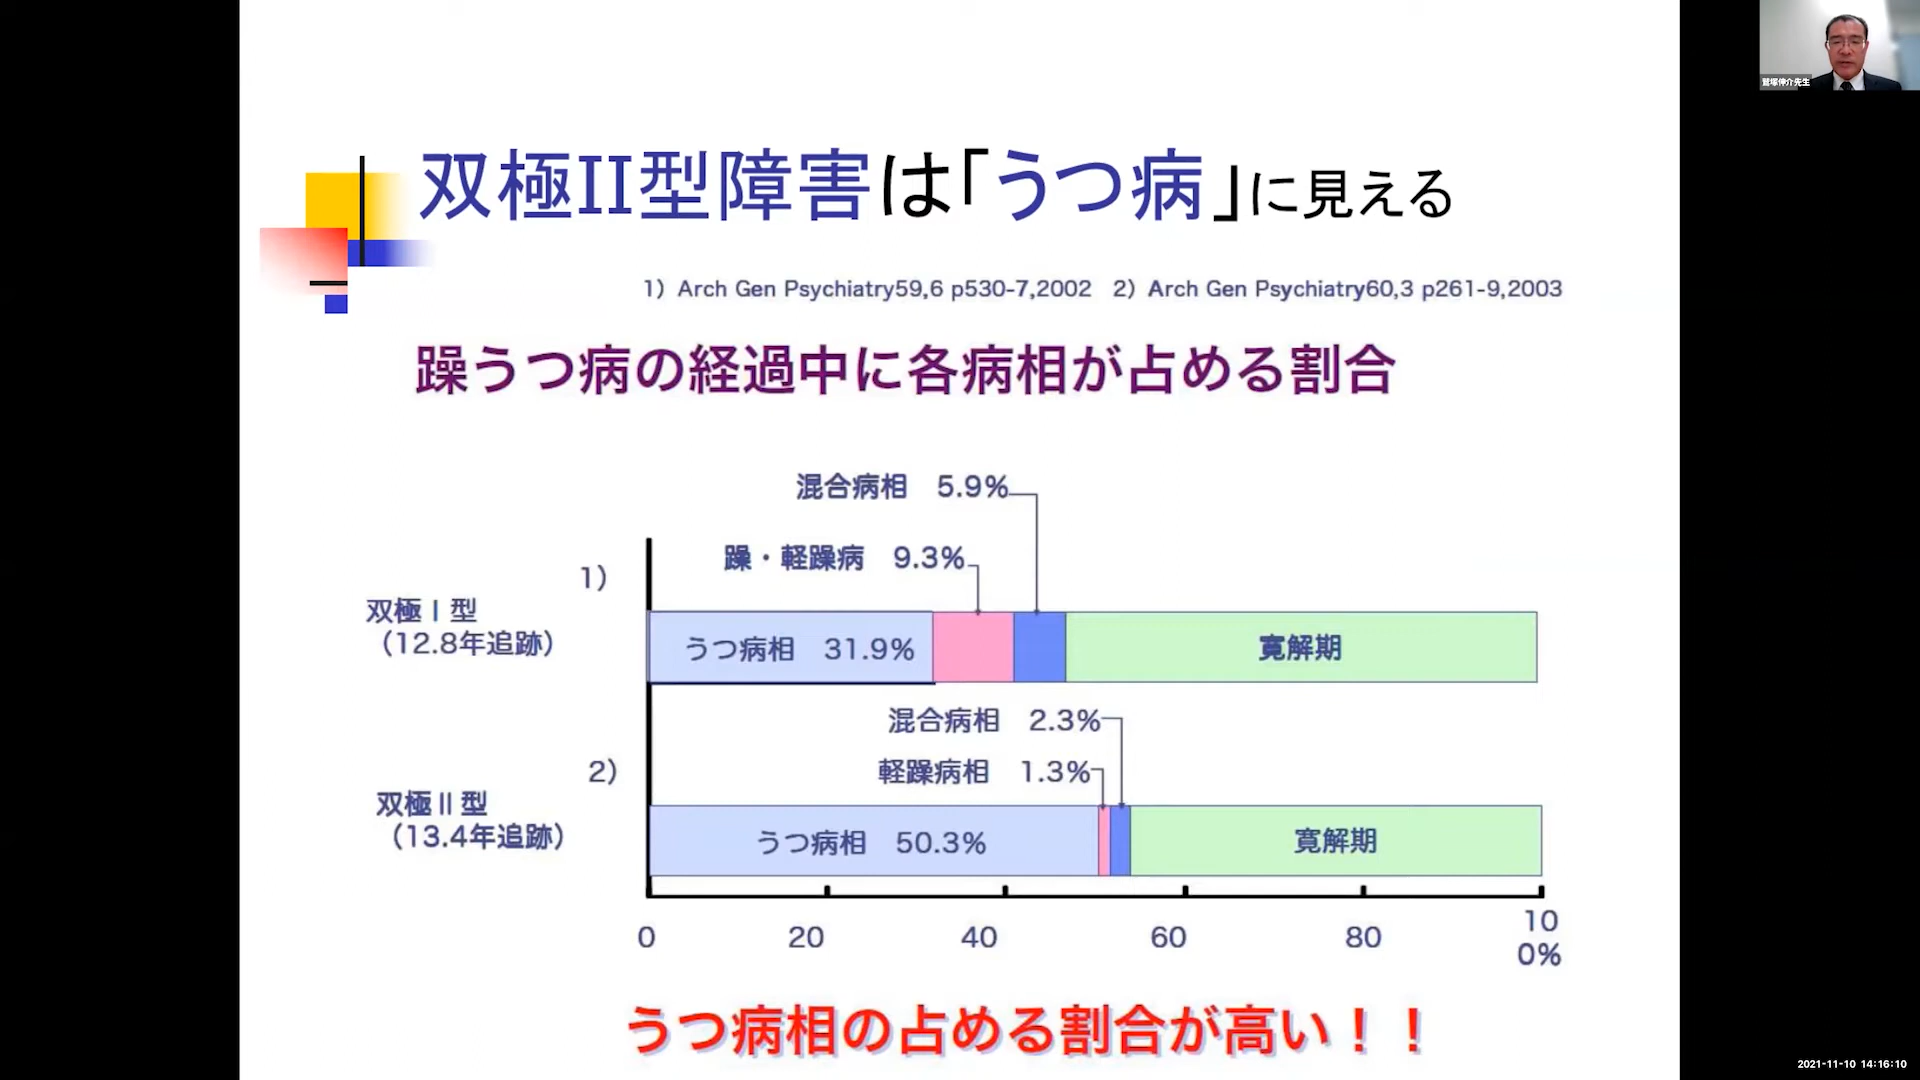 鷲塚伸介先生
双極II型障害は「うつ病」に見える
1）Arch Gen Psychiatry59,6 p530-7,2002　2）Arch Gen Psychiatry60,3 p261-9,2003
躁うつ病の経過中に各病相が占める割合
混合病相　5.9%
躁・軽躁病　9.3%
1）
双極Ⅰ型
（12.8年追跡）
うつ病相　31.9%
寛解期
混合病相　2.3%
軽躁病相　1.3%
2）
双極Ⅱ型
（13.4年追跡）
うつ病相　50.3%
寛解期
0 20 40 60 80 10
0%
うつ病相の占める割合が高い！！
2021-11-10 14:16:10